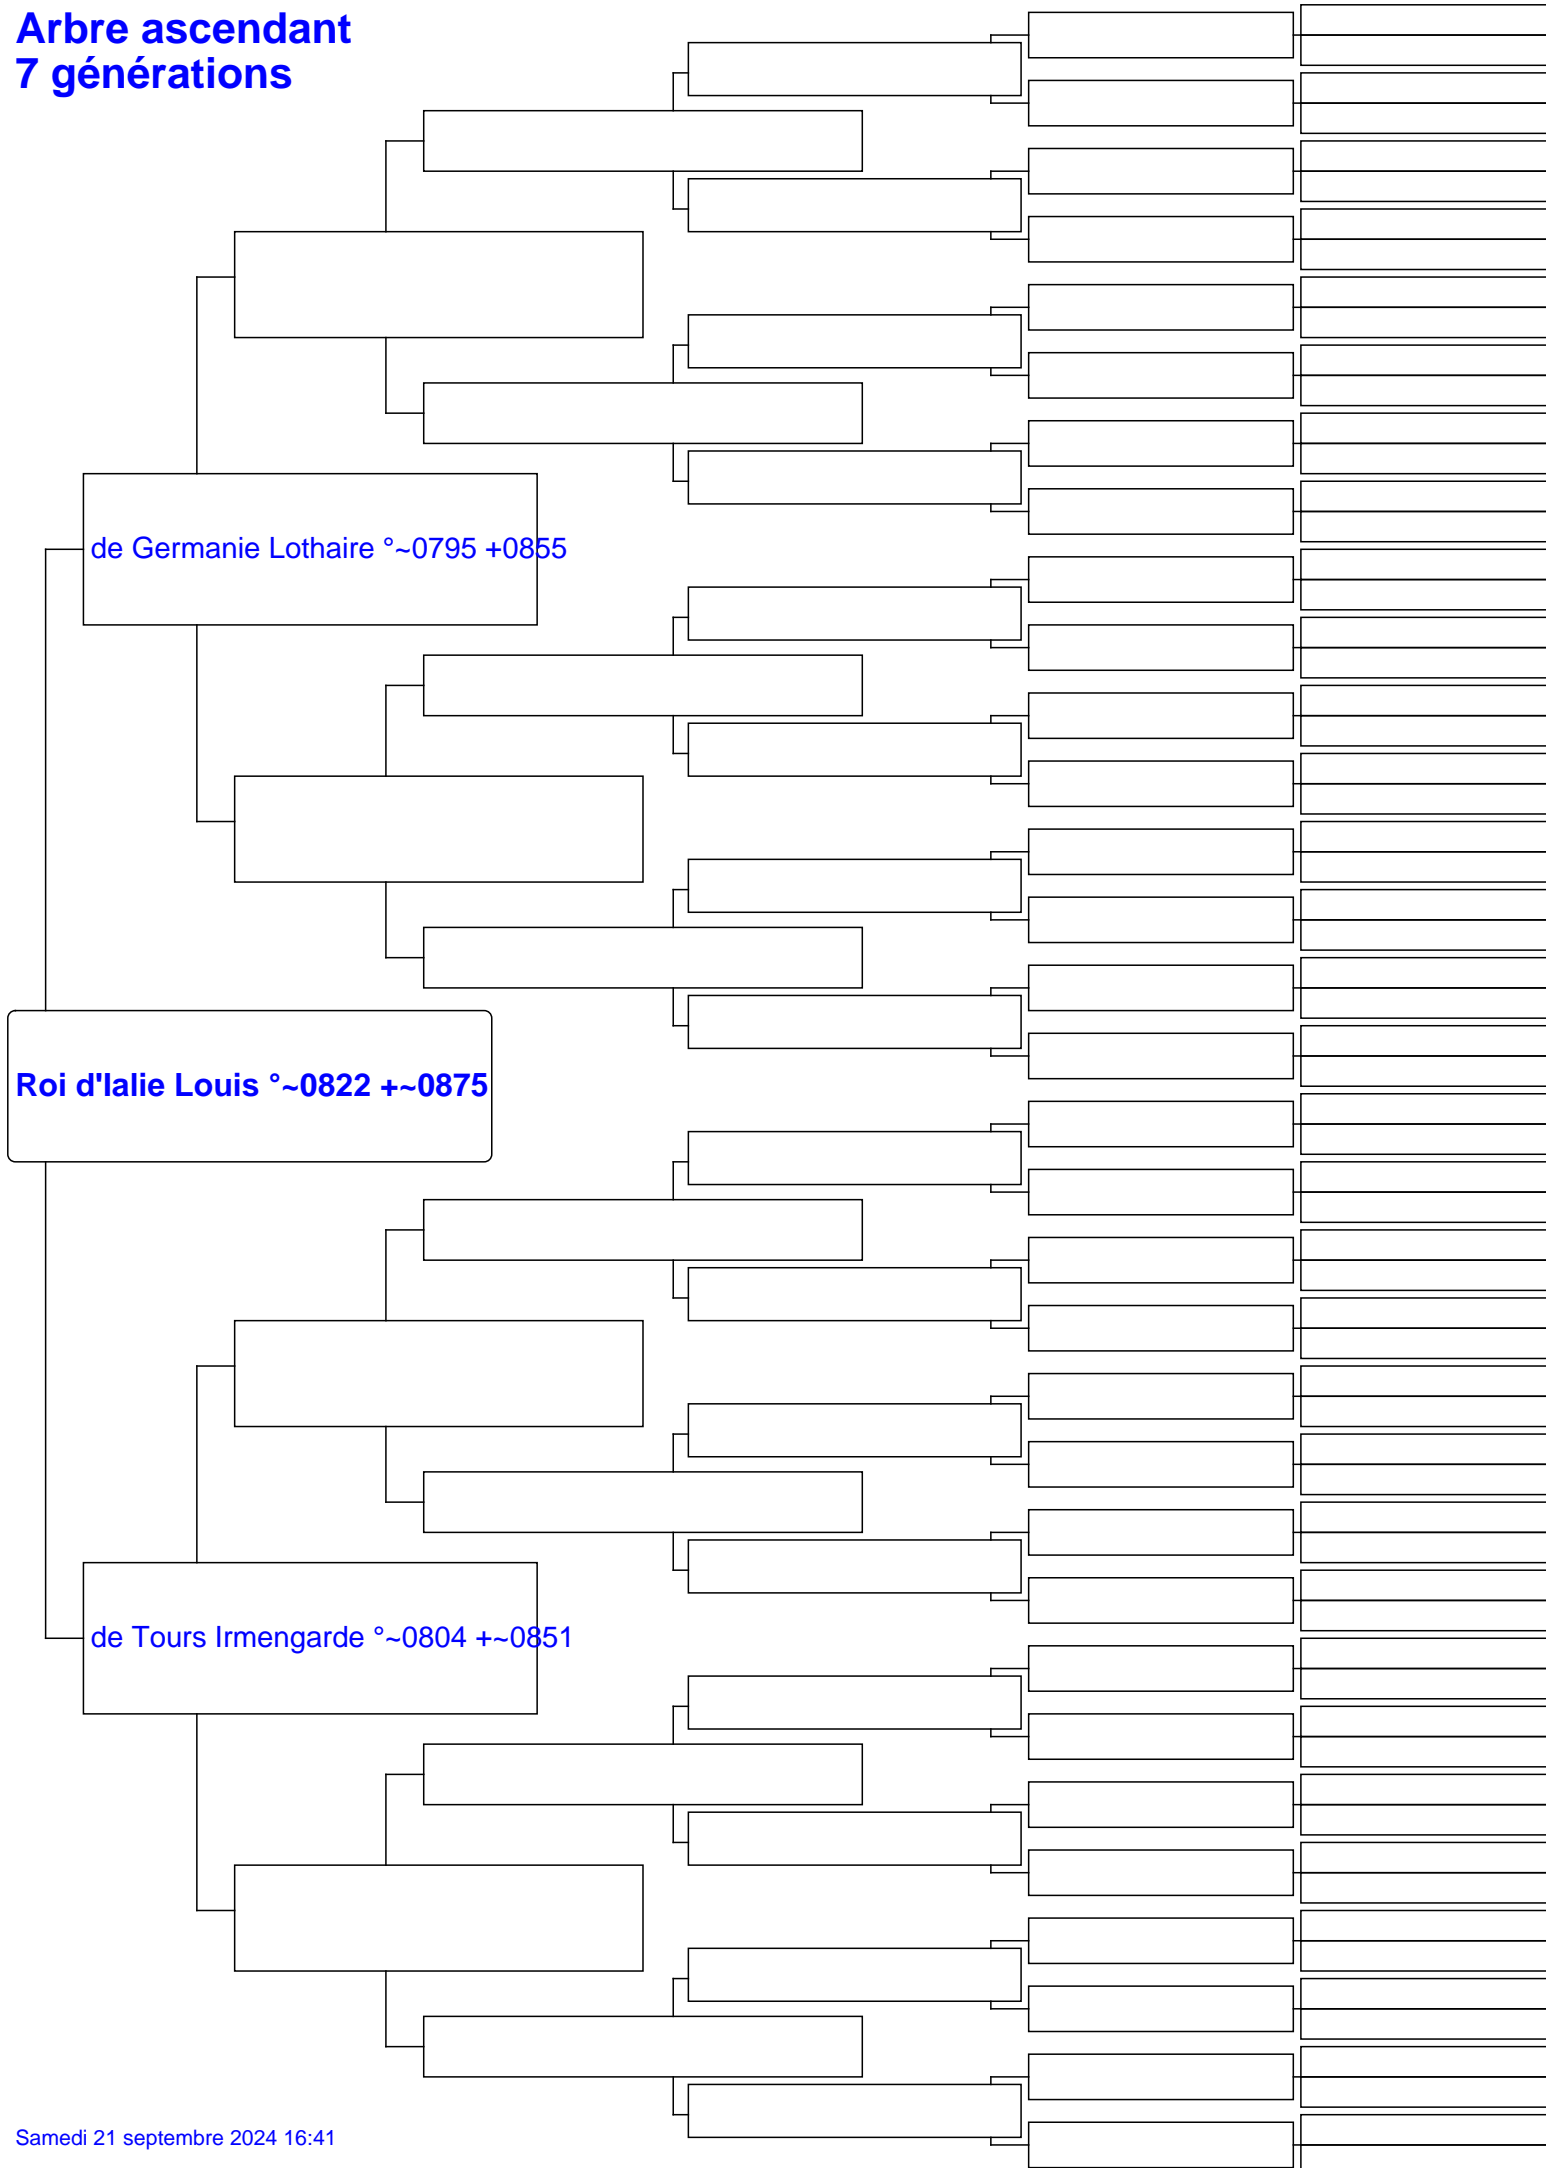 Arbre ascendant
7 générations
de Germanie Lothaire °~0795 +0855
Roi d'Ialie Louis °~0822 +~0875
de Tours Irmengarde °~0804 +~0851
Samedi 21 septembre 2024 16:41